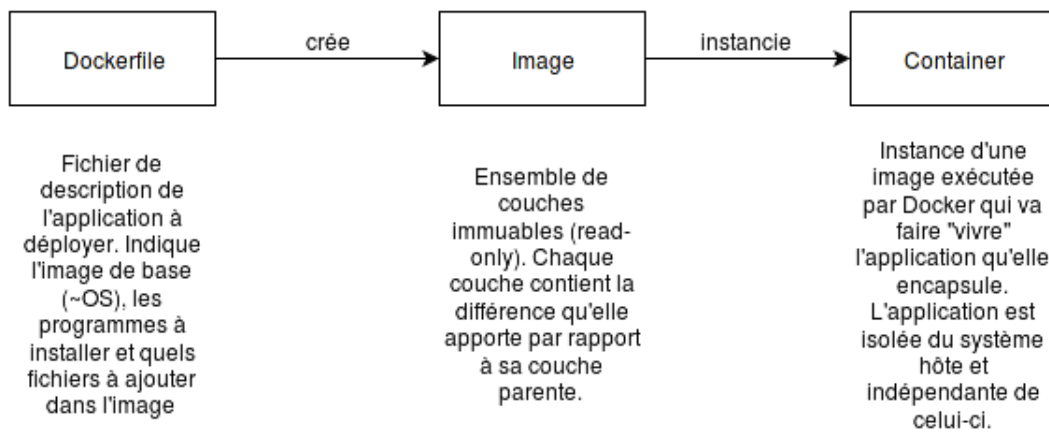 Dockerfile
crée
Image
instancie
Container
Fichier de
description de
l'application à
déployer. Indique
l'image de base
(~OS), les
programmes à
installer et quels
fichiers à ajouter
dans l'image
Ensemble de
couches
immuables (read-
only). Chaque
couche contient la
différence qu'elle
apporte par rapport
à sa couche
parente.
Instance d'une
image exécutée
par Docker qui va
faire "vivre"
l'application qu'elle
encapsule.
L'application est
isolée du système
hôte et
indépendante de
celui-ci.